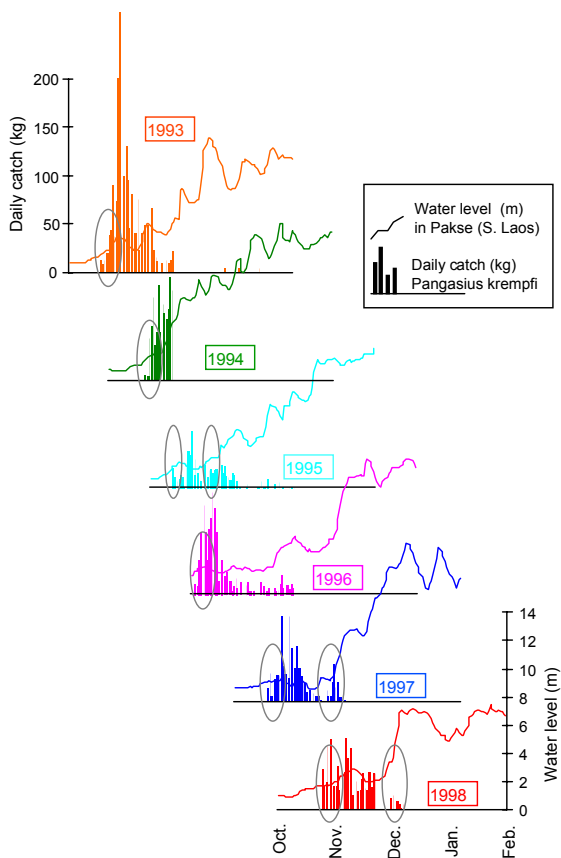 200
150
100
50
0
Daily catch (kg)
1993
Water level (m)
in Pakse (S. Laos)
Daily catch (kg)
Pangasius krempfi
1994
1995
1996
1997
1998
14
12
10
8
6
4
2
0
Water level (m)
Oct.
Nov.
Dec.
Jan.
Feb.